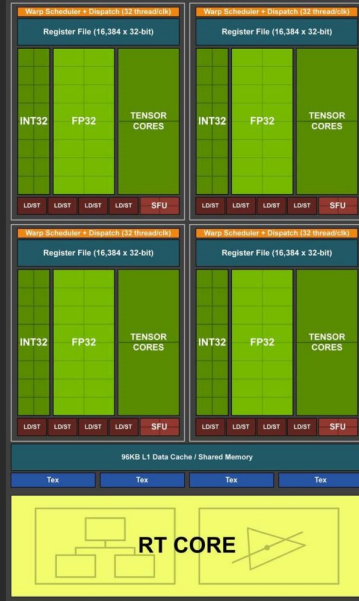 Warp Scheduler + Dispatch (32 thread/clk)
Register File (16,384 x 32-bit)
INT32
FP32
TENSOR
CORES
LD/ST
LD/ST
LD/ST
LD/ST
SFU
Warp Scheduler + Dispatch (32 thread/clk)
Register File (16,384 x 32-bit)
INT32
FP32
TENSOR
CORES
LD/ST
LD/ST
LD/ST
LD/ST
SFU
Warp Scheduler + Dispatch (32 thread/clk)
Register File (16,384 x 32-bit)
INT32
FP32
TENSOR
CORES
LD/ST
LD/ST
LD/ST
LD/ST
SFU
Warp Scheduler + Dispatch (32 thread/clk)
Register File (16,384 x 32-bit)
INT32
FP32
TENSOR
CORES
LD/ST
LD/ST
LD/ST
LD/ST
SFU
96KB L1 Data Cache / Shared Memory
Tex
Tex
Tex
Tex
RT CORE